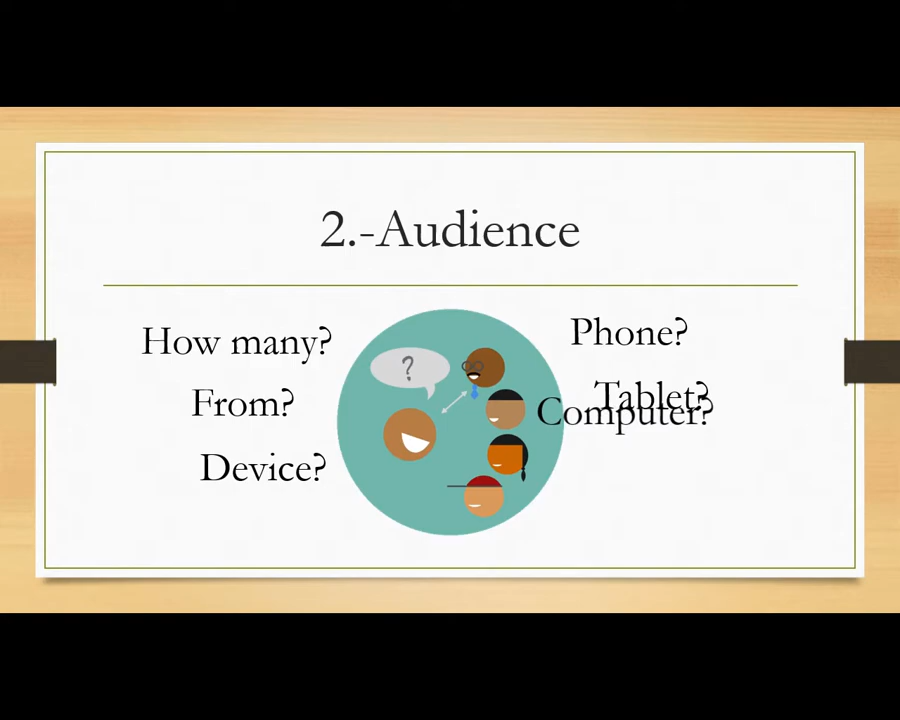 2.-Audience
How many?
From?
Device?
?
Phone?
Tablet?
Computer?